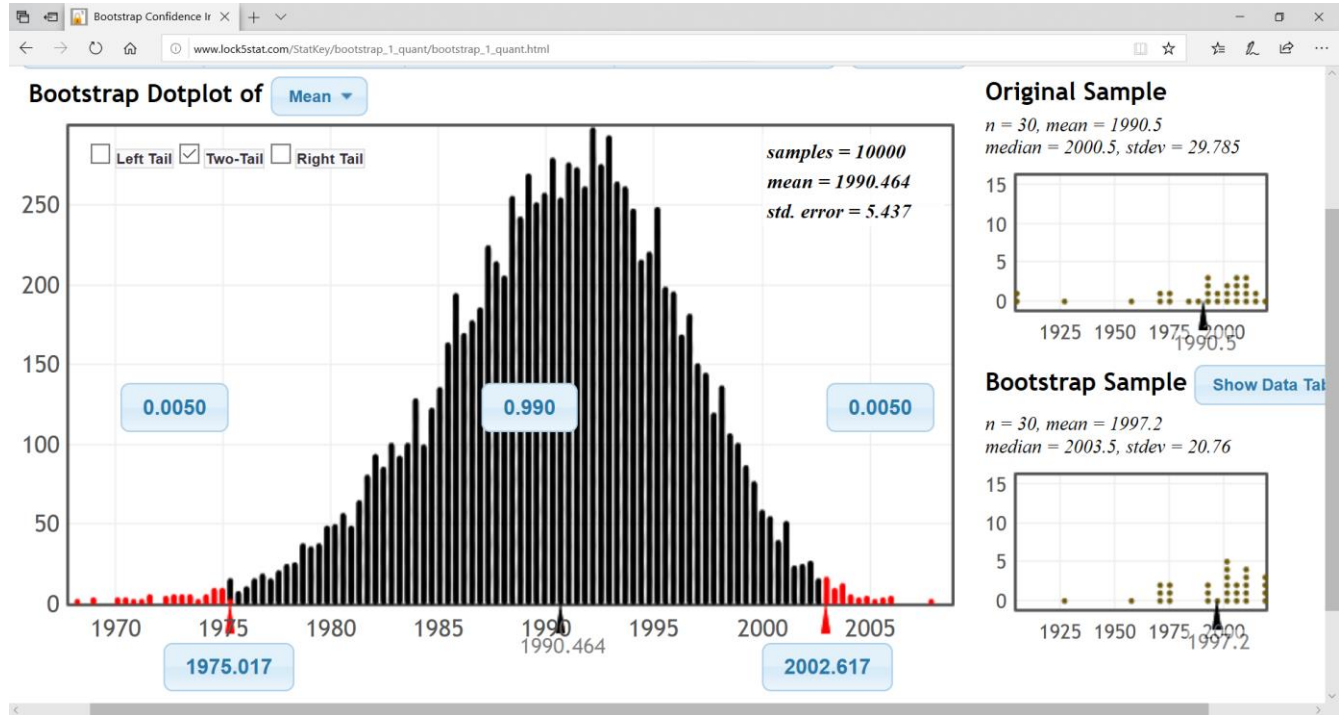 Bootstrap Confidence Ir
www.lock5stat.com/StatKey/bootstrap_1_quant/bootstrap_1_quant.html
Bootstrap Dotplot of Mean
Left Tail Two-Tail Right Tail
samples = 10000
mean = 1990.464
std. error = 5.437
250
200
150
100
50
0
0.0050 0.990 0.0050
1970 1975 1980 1985 1990 1995 2000 2005
1990.464
1975.017 2002.617
Original Sample
n = 30, mean = 1990.5
median = 2000.5, stdev = 29.785
15
10
5
0
1925 1950 1975 2000
1990.5
Bootstrap Sample Show Data Tab
n = 30, mean = 1997.2
median = 2003.5, stdev = 20.76
15
10
5
0
1925 1950 1975 2000
1997.2